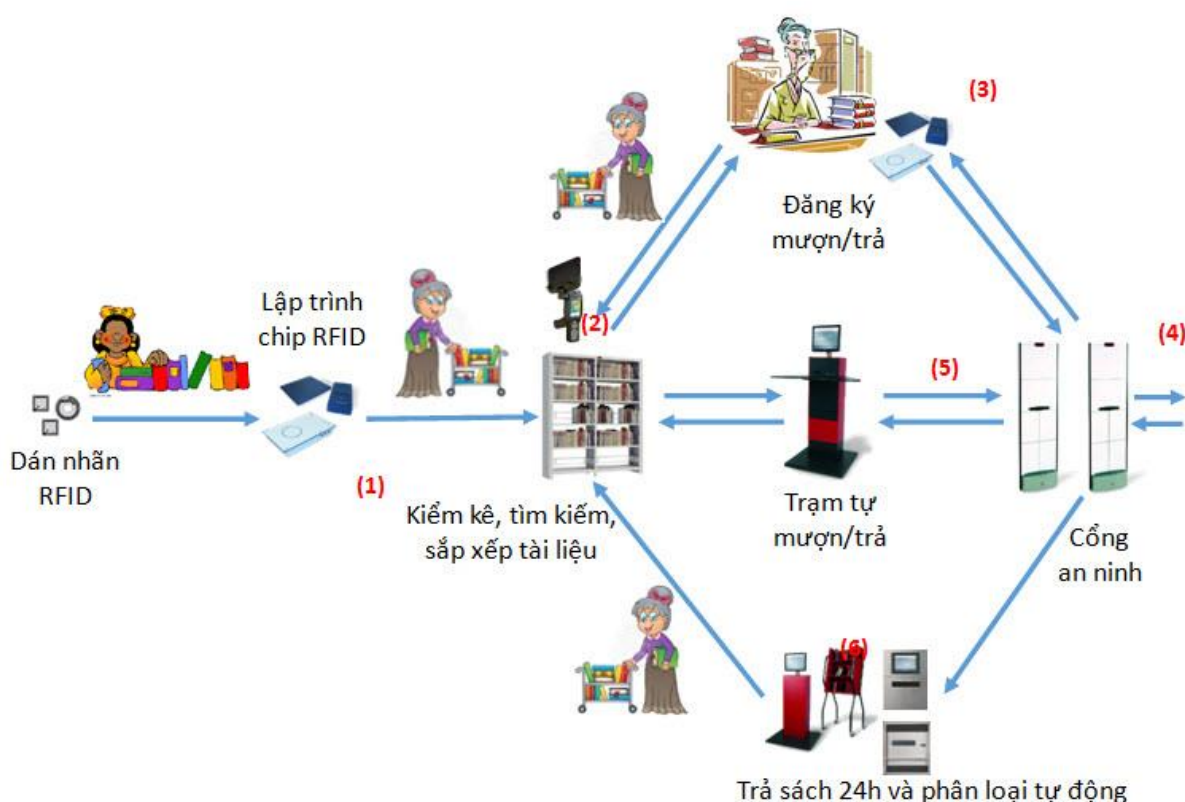 (3)
Đăng ký
mượn/trả
Lập trình
chip RFID
(2)
(4)
(5)
Dán nhãn
RFID
(1)
Kiểm kê, tìm kiếm,
sắp xếp tài liệu
Trạm tự
mượn/trả
Cổng
an ninh
(6)
Trả sách 24h và phân loại tự động